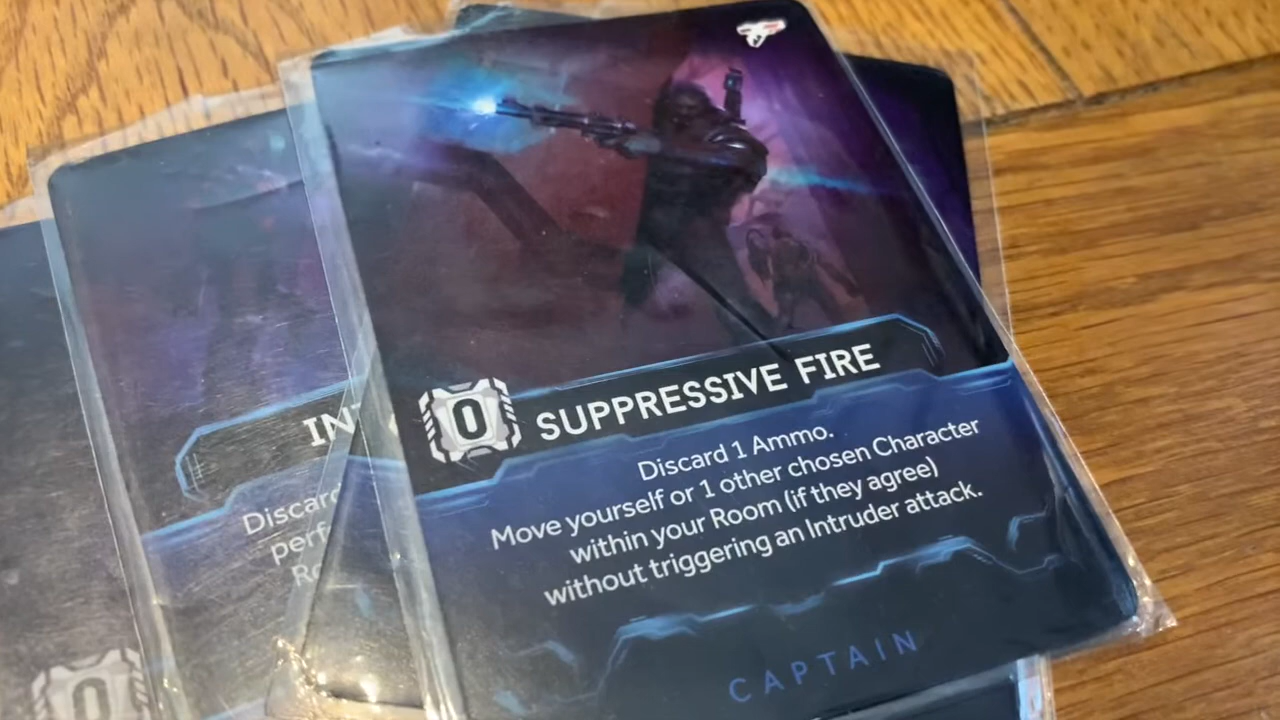 0
SUPPRESSIVE FIRE
Discard 1 Ammo.
Move yourself or 1 other chosen Character
within your Room (if they agree)
without triggering an Intruder attack.
CAPTAIN
0